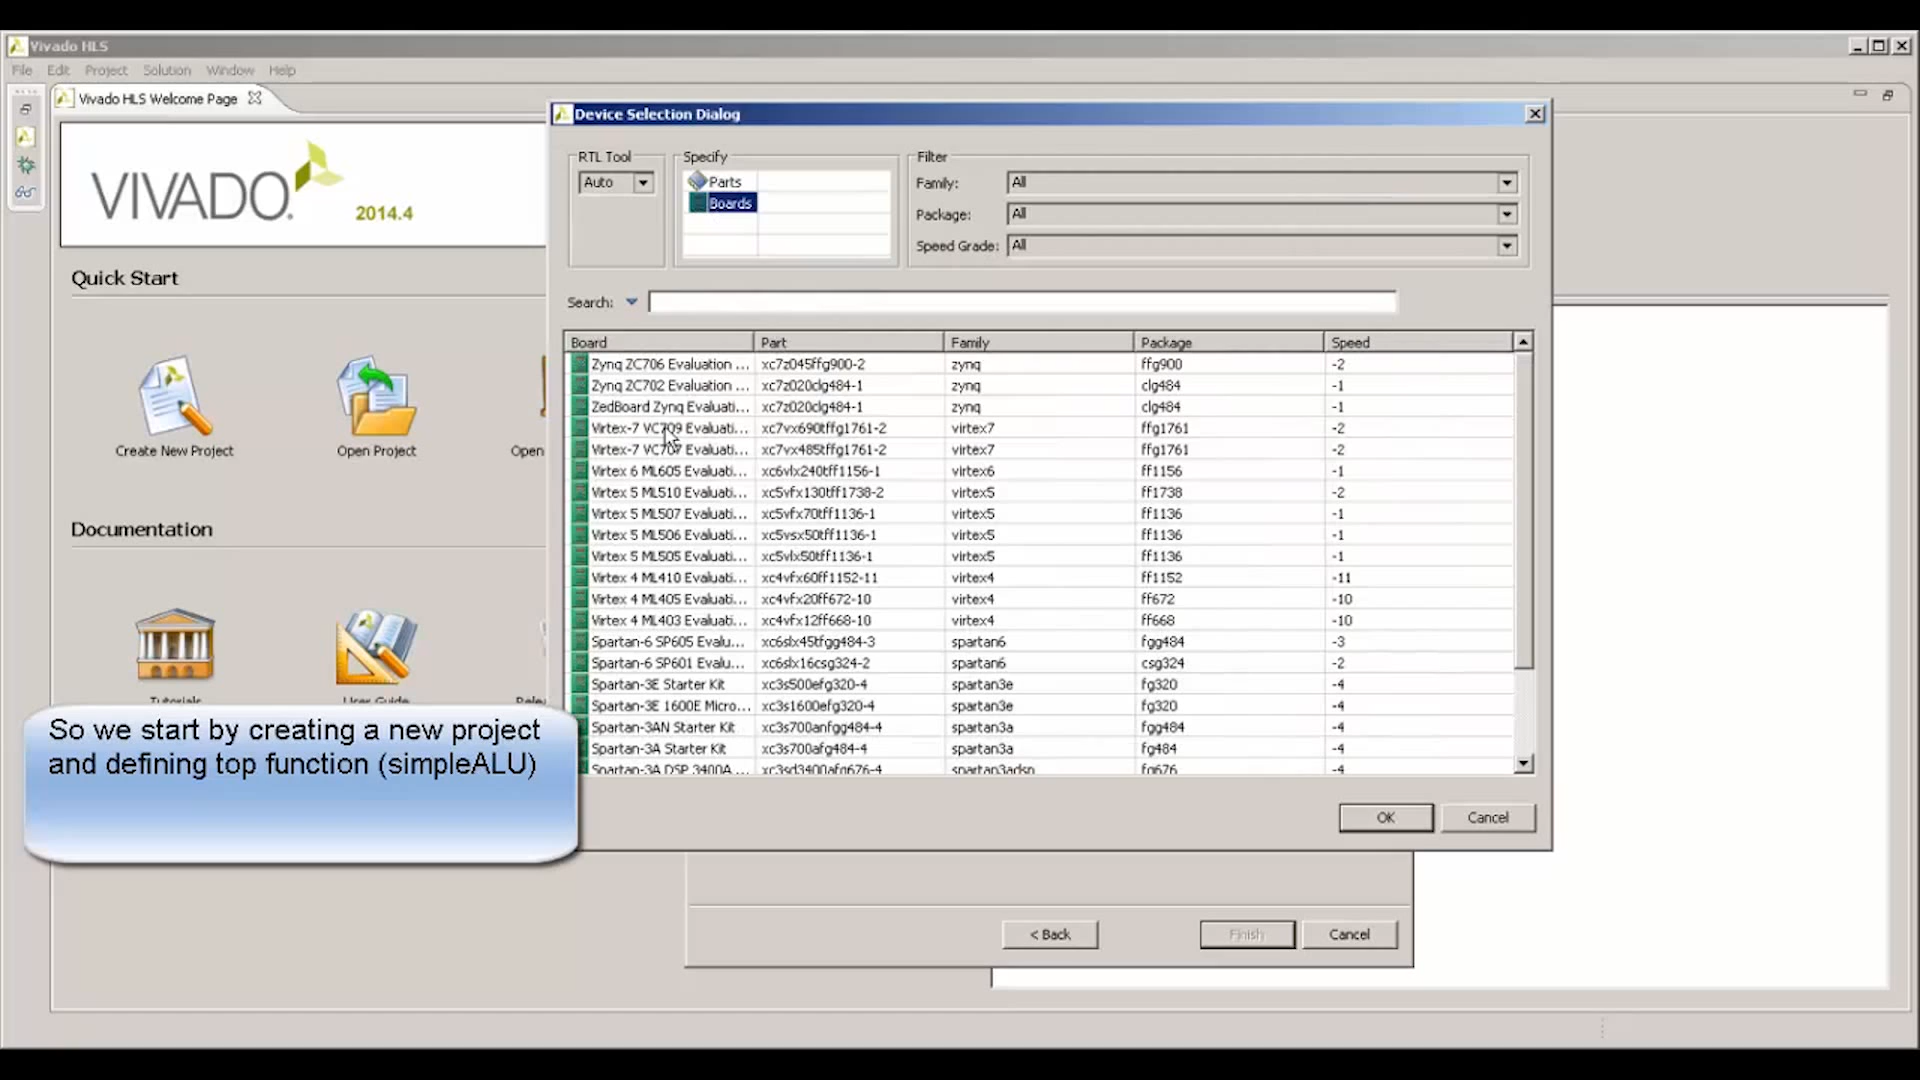 Vivado HLS
File Edit Project Solution Window Help
Vivado HLS Welcome Page
VIVADO.
2014.4
Quick Start
Create New Project
Open Project
Open
Documentation
Tutorials
User Guide
Device Selection Dialog
RTL Tool
Auto
Specify
Parts
Boards
Filter
Family: All
Package: All
Speed Grade: All
Search:
Board Part Family Package Speed
Zynq ZC706 Evaluation ... xc7z045ffg900-2 zynq ffg900 -2
Zynq ZC702 Evaluation ... xc7z020clg484-1 zynq clg484 -1
ZedBoard Zynq Evaluati... xc7z020clg484-1 zynq clg484 -1
Virtex-7 VC709 Evaluati... xc7vx690tffg1761-2 virtex7 ffg1761 -2
Virtex-7 VC707 Evaluati... xc7vx485tffg1761-2 virtex7 ffg1761 -2
Virtex 6 ML605 Evaluati... xc6vlx240tff1156-1 virtex6 ff1156 -1
Virtex 5 ML510 Evaluati... xc5vfx130tff1738-2 virtex5 ff1738 -2
Virtex 5 ML507 Evaluati... xc5vfx70tff1136-1 virtex5 ff1136 -1
Virtex 5 ML506 Evaluati... xc5vsx50tff1136-1 virtex5 ff1136 -1
Virtex 5 ML505 Evaluati... xc5vlx50tff1136-1 virtex5 ff1136 -1
Virtex 4 ML410 Evaluati... xc4vfx60ff1152-11 virtex4 ff1152 -11
Virtex 4 ML405 Evaluati... xc4vfx20ff672-10 virtex4 ff672 -10
Virtex 4 ML403 Evaluati... xc4vfx12ff668-10 virtex4 ff668 -10
Spartan-6 SP605 Evalu... xc6slx45tfgg484-3 spartan6 fgg484 -3
Spartan-6 SP601 Evalu... xc6slx16csg324-2 spartan6 csg324 -2
Spartan-3E Starter Kit xc3s500efg320-4 spartan3e fg320 -4
Spartan-3E 1600E Micro... xc3s1600efg320-4 spartan3e fg320 -4
Spartan-3AN Starter Kit xc3s700anfgg484-4 spartan3a fgg484 -4
Spartan-3A Starter Kit xc3s700afg484-4 spartan3a fg484 -4
Spartan-3A DSP 3400A ... xc3sd3400afg676-4 spartan3adsp fg676 -4
OK Cancel
< Back Finish Cancel
So we start by creating a new project
and defining top function (simpleALU)